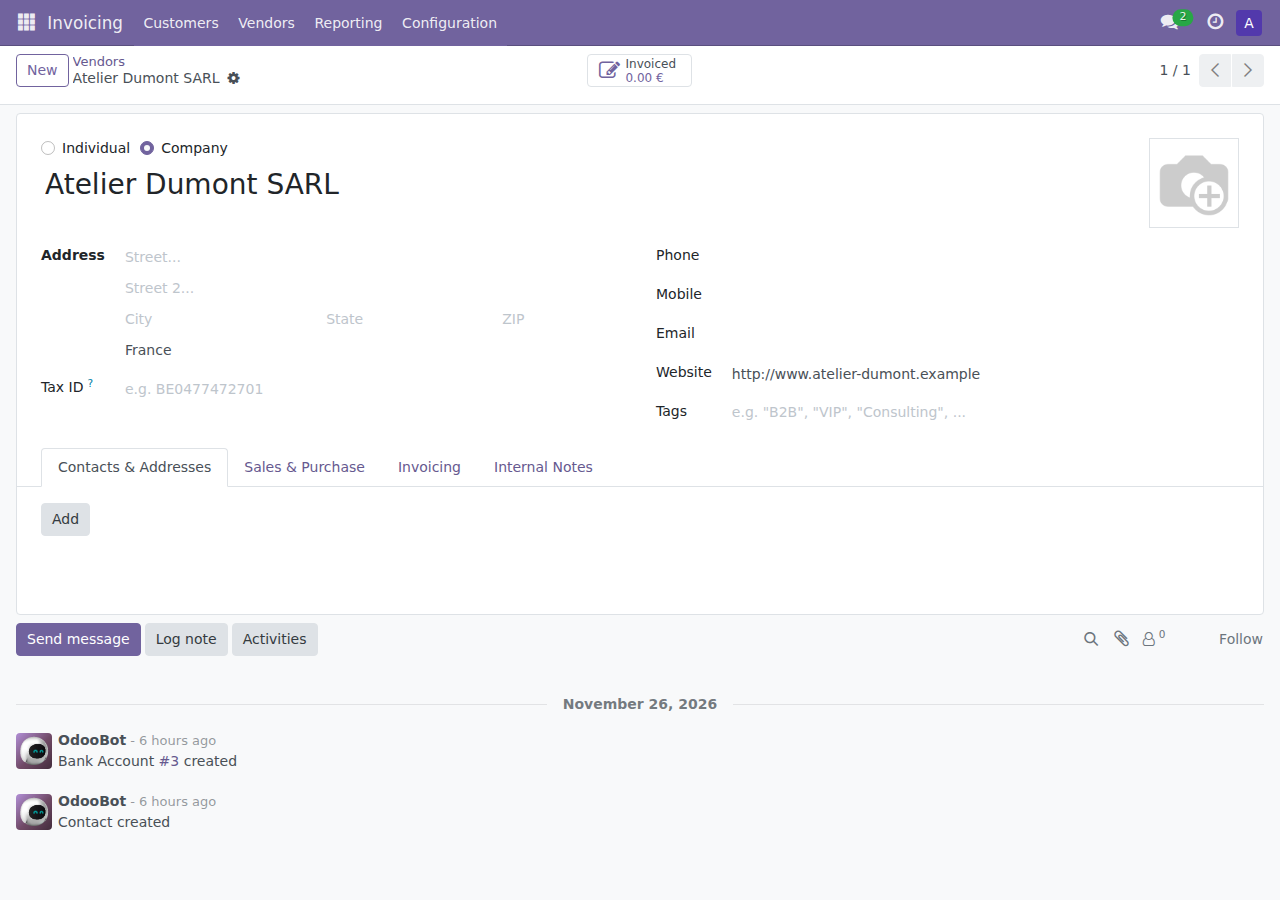 Invoicing Customers Vendors Reporting Configuration 2 A
New Vendors Invoiced 1 / 1
Atelier Dumont SARL 0.00 €
Individual Company
Atelier Dumont SARL
Address Street... Phone
Street 2... Mobile
City State ZIP Email
France
Tax ID ? e.g. BE0477472701 Website http://www.atelier-dumont.example
Tags e.g. "B2B", "VIP", "Consulting", ...
Contacts & Addresses Sales & Purchase Invoicing Internal Notes
Add
Send message Log note Activities 0 Follow
November 26, 2026
OdooBot - 6 hours ago
Bank Account #3 created
OdooBot - 6 hours ago
Contact created